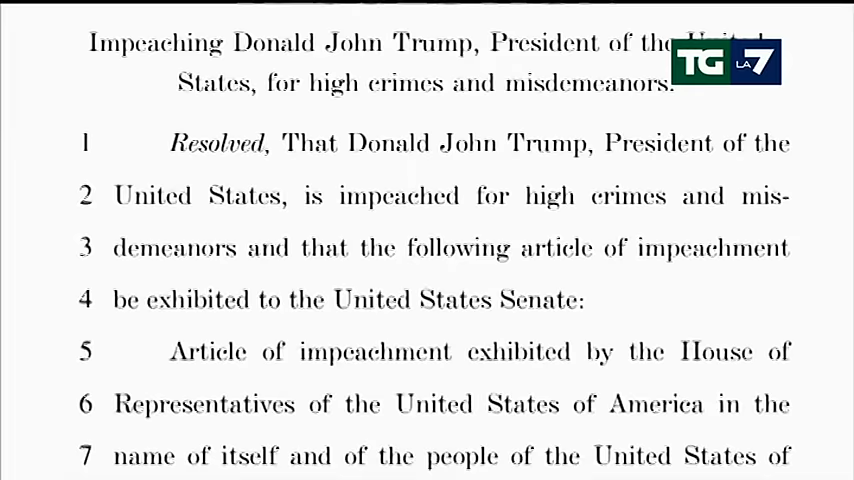 Impeaching Donald John Trump, President of the United
States, for high crimes and misdemeanors.
TG LA7
1 Resolved, That Donald John Trump, President of the
2 United States, is impeached for high crimes and mis-
3 demeanors and that the following article of impeachment
4 be exhibited to the United States Senate:
5 Article of impeachment exhibited by the House of
6 Representatives of the United States of America in the
7 name of itself and of the people of the United States of